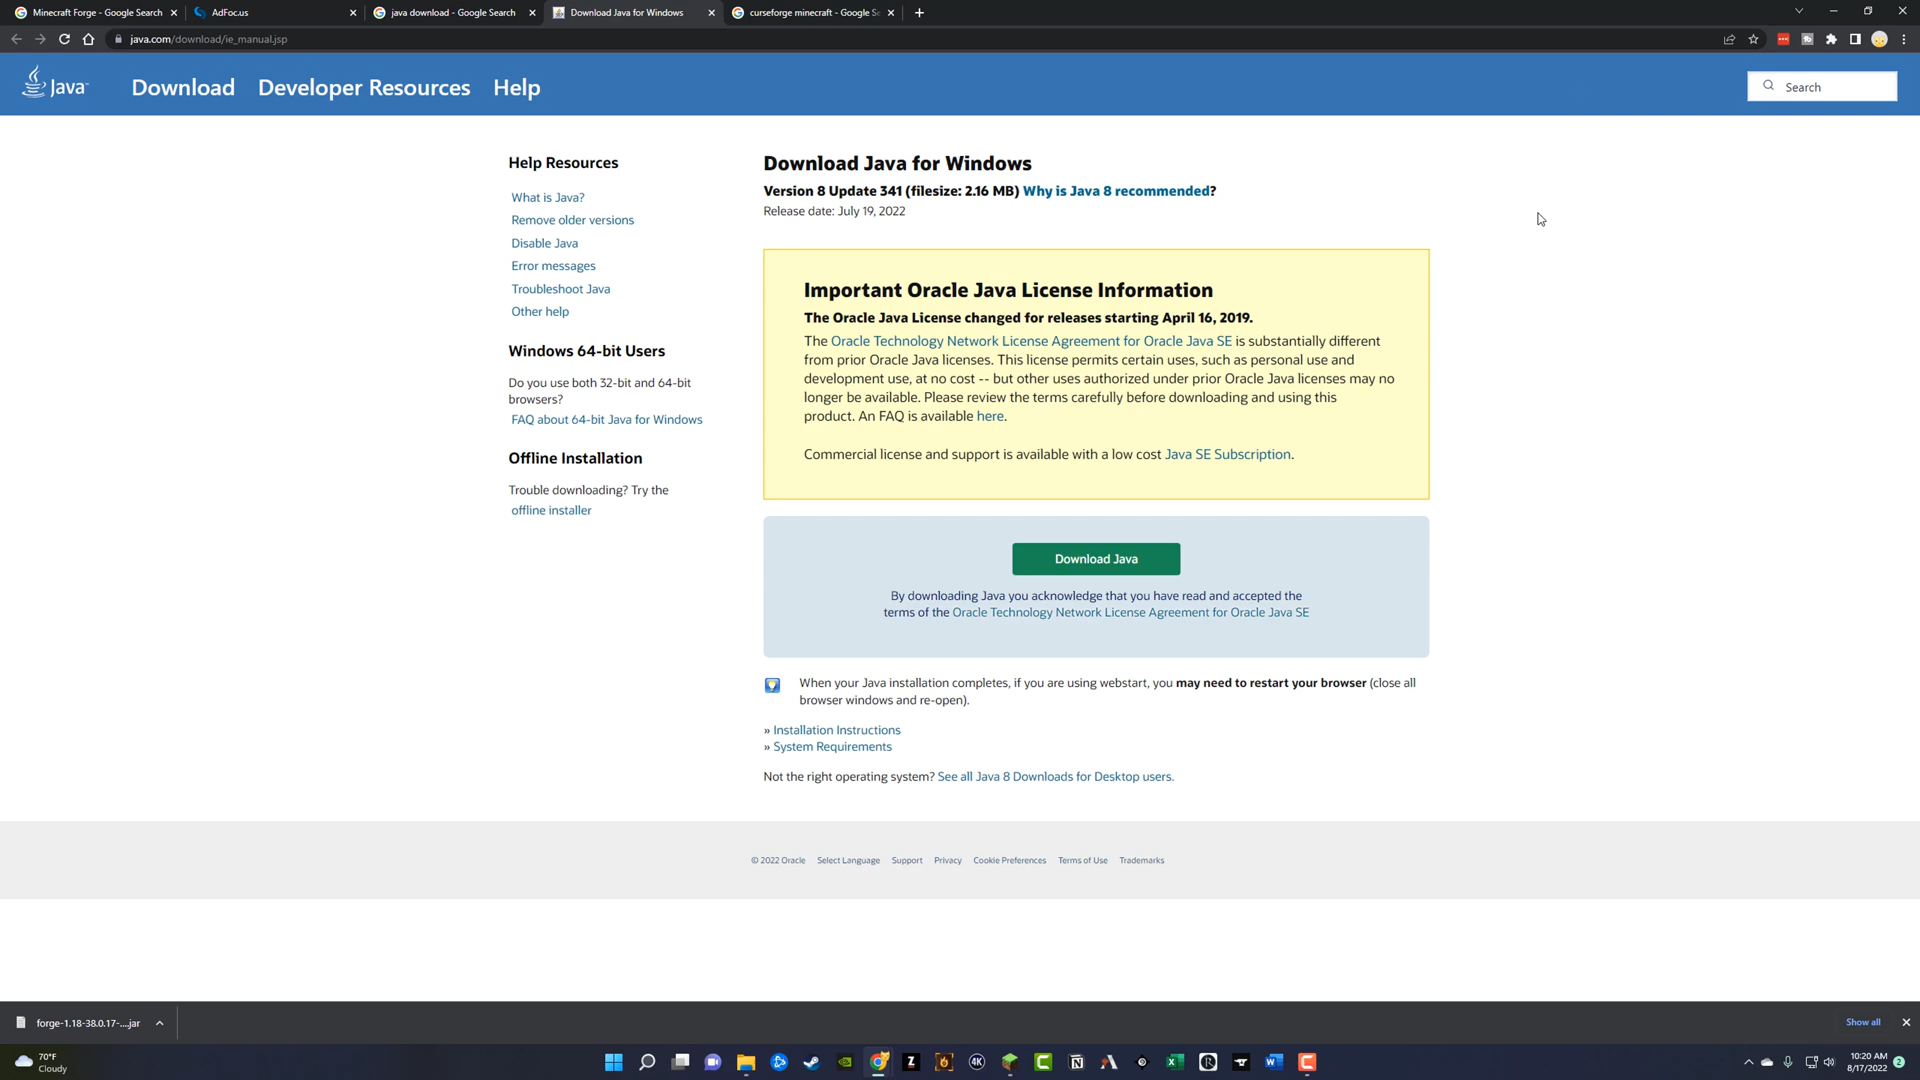 Minecraft Forge - Google Search
AdFoc.us
java download - Google Search
Download Java for Windows
curseforge minecraft - Google Se
java.com/download/ie_manual.jsp
Java
Download
Developer Resources
Help
Search
Help Resources
What is Java?
Remove older versions
Disable Java
Error messages
Troubleshoot Java
Other help
Windows 64-bit Users
Do you use both 32-bit and 64-bit
browsers?
FAQ about 64-bit Java for Windows
Offline Installation
Trouble downloading? Try the
offline installer
Download Java for Windows
Version 8 Update 341 (filesize: 2.16 MB) Why is Java 8 recommended?
Release date: July 19, 2022
Important Oracle Java License Information
The Oracle Java License changed for releases starting April 16, 2019.
The Oracle Technology Network License Agreement for Oracle Java SE is substantially different
from prior Oracle Java licenses. This license permits certain uses, such as personal use and
development use, at no cost -- but other uses authorized under prior Oracle Java licenses may no
longer be available. Please review the terms carefully before downloading and using this
product. An FAQ is available here.
Commercial license and support is available with a low cost Java SE Subscription.
Download Java
By downloading Java you acknowledge that you have read and accepted the
terms of the Oracle Technology Network License Agreement for Oracle Java SE
When your Java installation completes, if you are using webstart, you may need to restart your browser (close all
browser windows and re-open).
» Installation Instructions
» System Requirements
Not the right operating system? See all Java 8 Downloads for Desktop users.
© 2022 Oracle Select Language Support Privacy Cookie Preferences Terms of Use Trademarks
forge-1.18-38.0.17-....jar
Show all
70°F
Cloudy
10:20 AM
8/17/2022
2